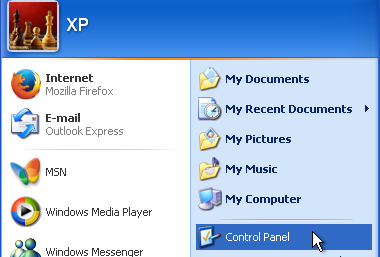 XP
Internet
Mozilla Firefox
E-mail
Outlook Express
MSN
Windows Media Player
Windows Messenger
My Documents
My Recent Documents
My Pictures
My Music
My Computer
Control Panel